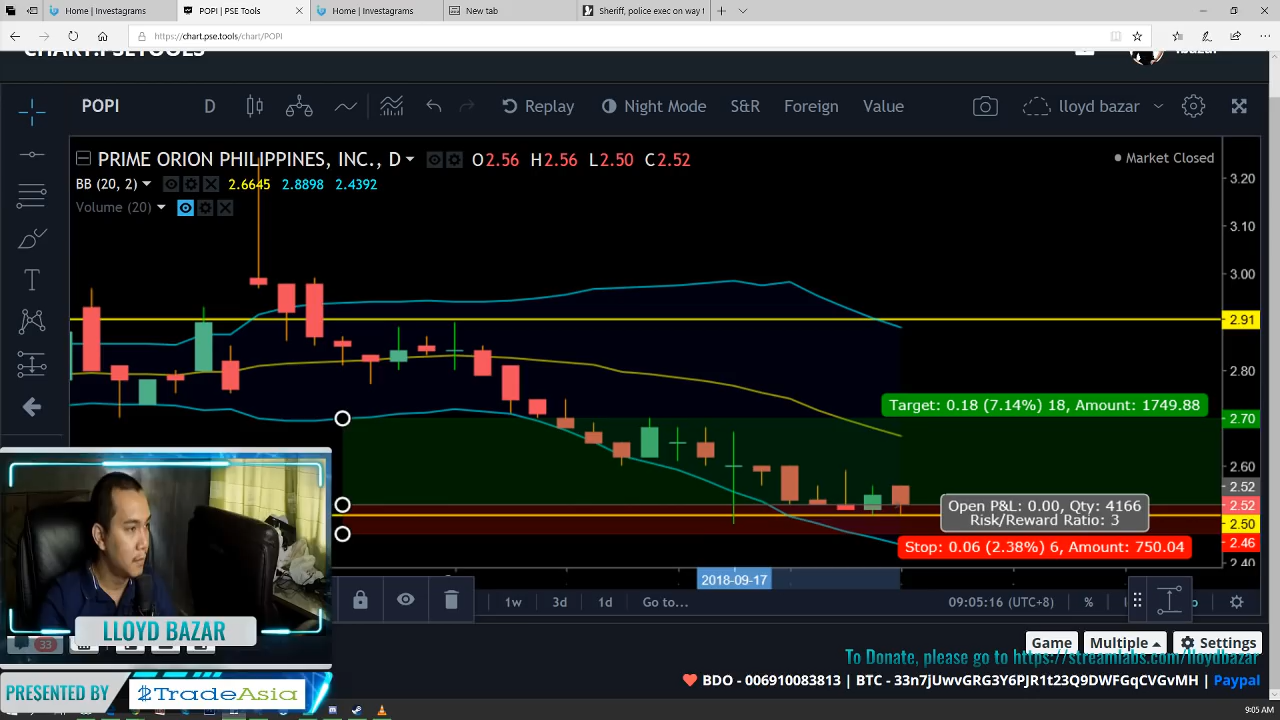 Home | Investagrams
POPI | PSE Tools
Home | Investagrams
New tab
Sheriff, police exec on way t
https://chart.pse.tools/chart/POPI
CHART.PSETOOLS
POPI
D
Replay
Night Mode
S&R
Foreign
Value
lloyd bazar
PRIME ORION PHILIPPINES, INC., D
O2.56 H2.56 L2.50 C2.52
Market Closed
BB (20, 2)
2.6645 2.8898 2.4392
Volume (20)
3.20
3.10
3.00
2.91
2.80
Target: 0.18 (7.14%) 18, Amount: 1749.88
2.70
2.60
2.52
2.52
Open P&L: 0.00, Qty: 4166
Risk/Reward Ratio: 3
2.50
Stop: 0.06 (2.38%) 6, Amount: 750.04
2.46
2.40
2018-09-17
1w
3d
1d
Go to...
09:05:16 (UTC+8)
%
LLOYD BAZAR
33
Game
Multiple
Settings
To Donate, please go to https://streamlabs.com/lloydbazar
PRESENTED BY
$TradeAsia
BDO - 006910083813 | BTC - 33n7jUwvGRG3Y6PJR1t23Q9DWFGqCVGvMH | Paypal
9:05 AM